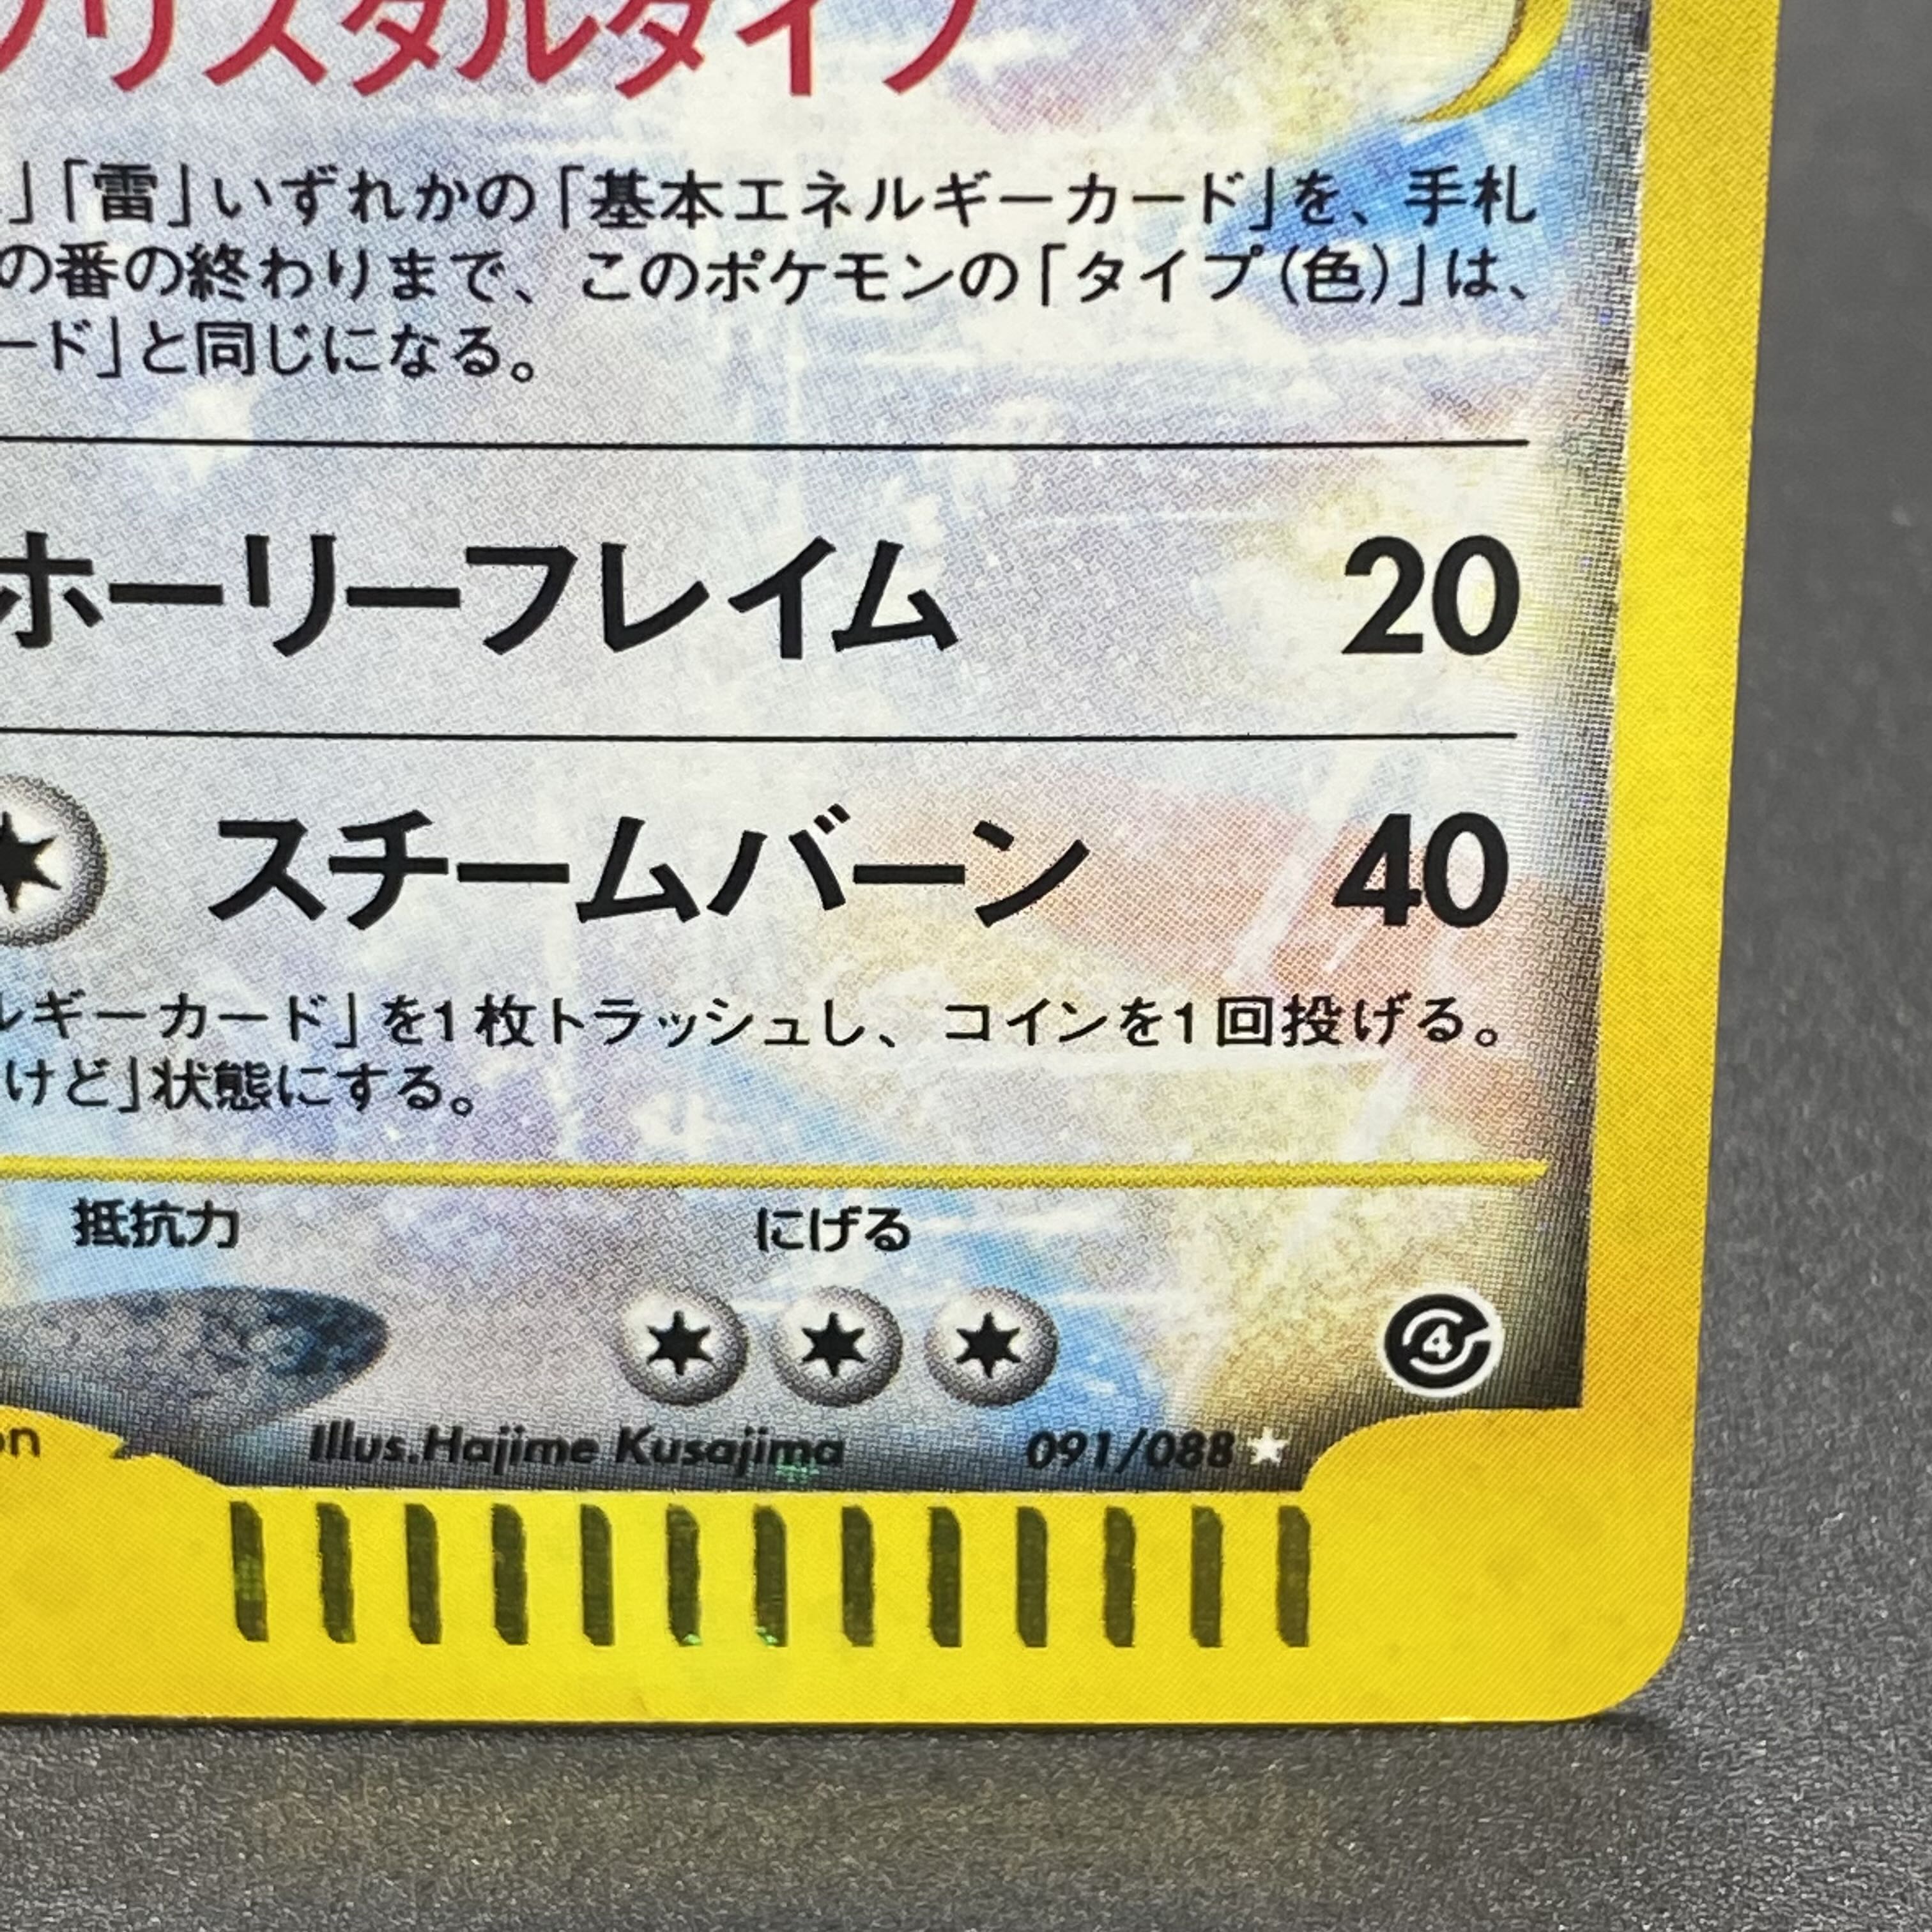 クリスタルタイプ
」「雷」いずれかの「基本エネルギーカード」を、手札
の番の終わりまで、このポケモンの「タイプ(色)」は、
ード」と同じになる。
ホーリーフレイム 20
スチームバーン 40
ルギーカード」を1枚トラッシュし、コインを1回投げる。
けど」状態にする。
抵抗力 にげる
4
on Illus.Hajime Kusajima 091/088★